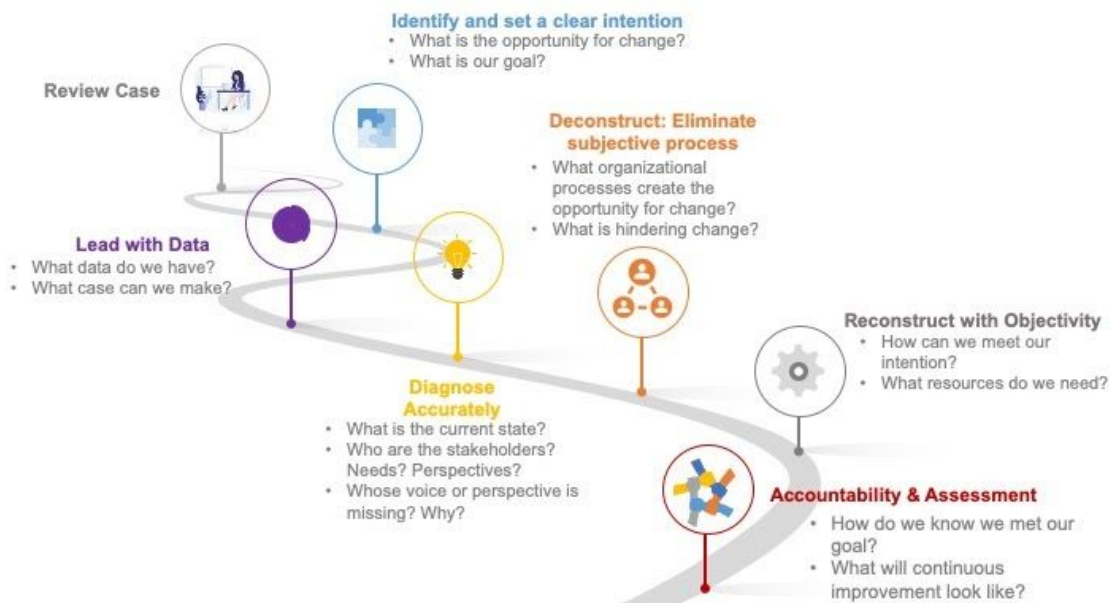 Review Case
Identify and set a clear intention
• What is the opportunity for change?
• What is our goal?
Lead with Data
• What data do we have?
• What case can we make?
Diagnose
Accurately
• What is the current state?
• Who are the stakeholders?
Needs? Perspectives?
• Whose voice or perspective is
missing? Why?
Deconstruct: Eliminate
subjective process
• What organizational
processes create the
opportunity for change?
• What is hindering change?
Reconstruct with Objectivity
• How can we meet our
intention?
• What resources do we need?
Accountability & Assessment
• How do we know we met our
goal?
• What will continuous
improvement look like?